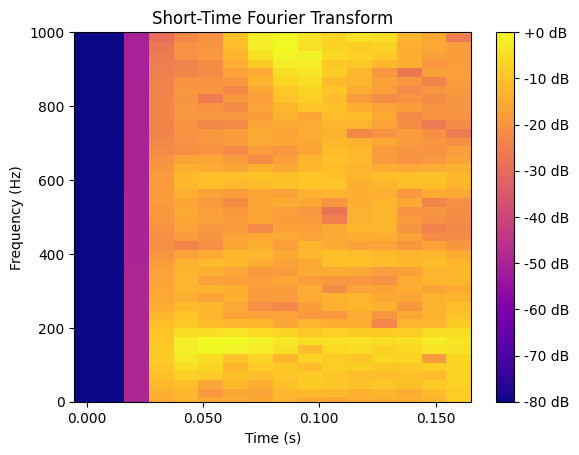 Short-Time Fourier Transform
Frequency (Hz)
1000
800
600
400
200
0
0.000
0.050
0.100
0.150
Time (s)
+0 dB
-10 dB
-20 dB
-30 dB
-40 dB
-50 dB
-60 dB
-70 dB
-80 dB